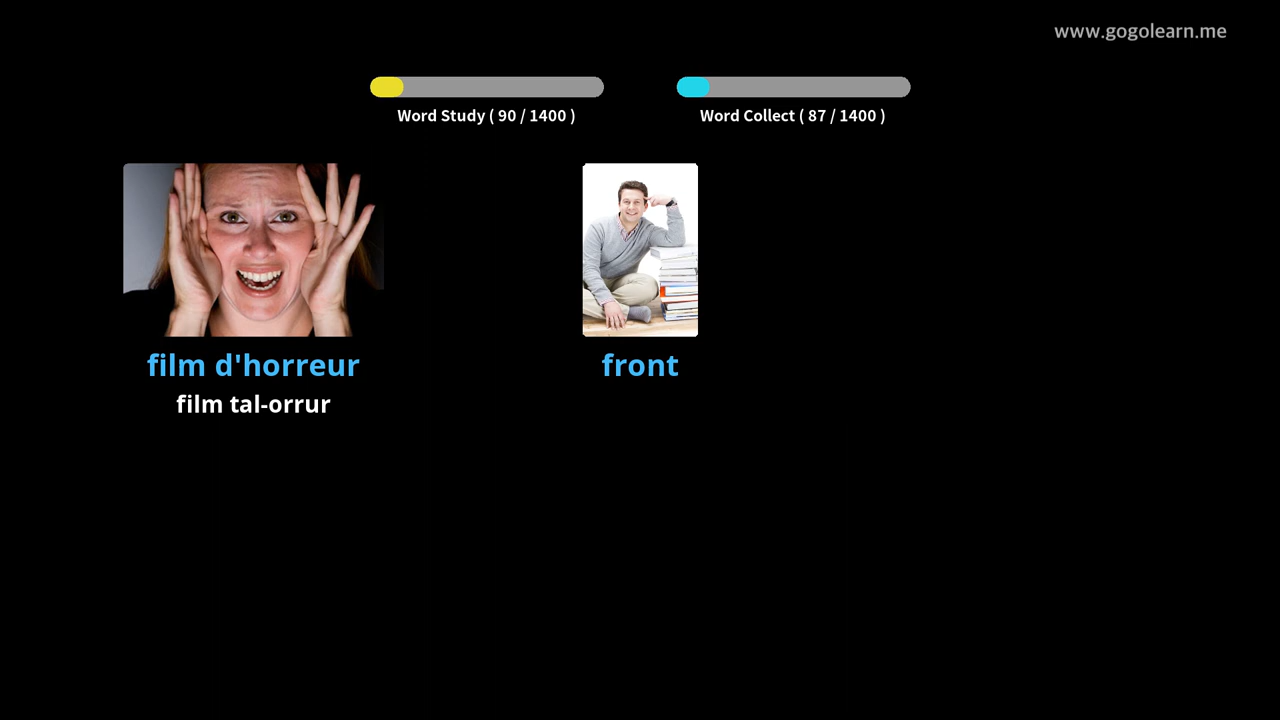 www.gogolearn.me
Word Study ( 90 / 1400 )
Word Collect ( 87 / 1400 )
film d'horreur
film tal-orrur
front